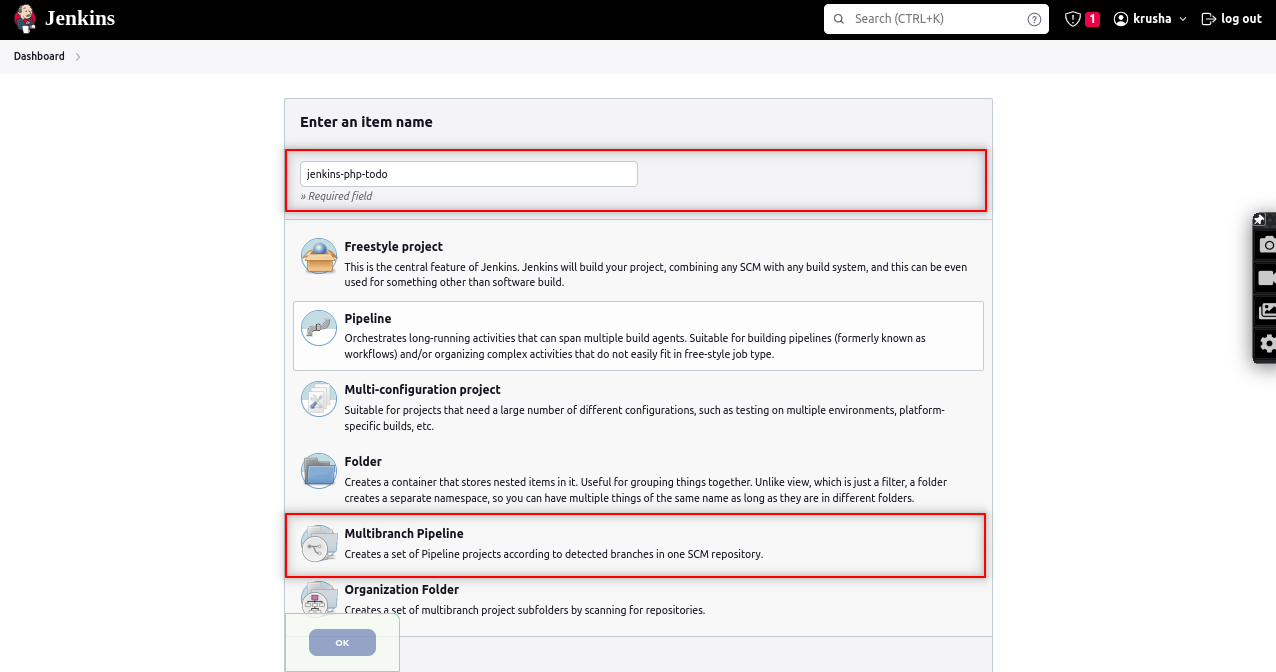 Jenkins
Search (CTRL+K)
?
1
krusha
log out
Dashboard
Enter an item name
jenkins-php-todo
» Required field
Freestyle project
This is the central feature of Jenkins. Jenkins will build your project, combining any SCM with any build system, and this can be even
used for something other than software build.
Pipeline
Orchestrates long-running activities that can span multiple build agents. Suitable for building pipelines (formerly known as
workflows) and/or organizing complex activities that do not easily fit in free-style job type.
Multi-configuration project
Suitable for projects that need a large number of different configurations, such as testing on multiple environments, platform-
specific builds, etc.
Folder
Creates a container that stores nested items in it. Useful for grouping things together. Unlike view, which is just a filter, a folder
creates a separate namespace, so you can have multiple things of the same name as long as they are in different folders.
Multibranch Pipeline
Creates a set of Pipeline projects according to detected branches in one SCM repository.
Organization Folder
Creates a set of multibranch project subfolders by scanning for repositories.
OK